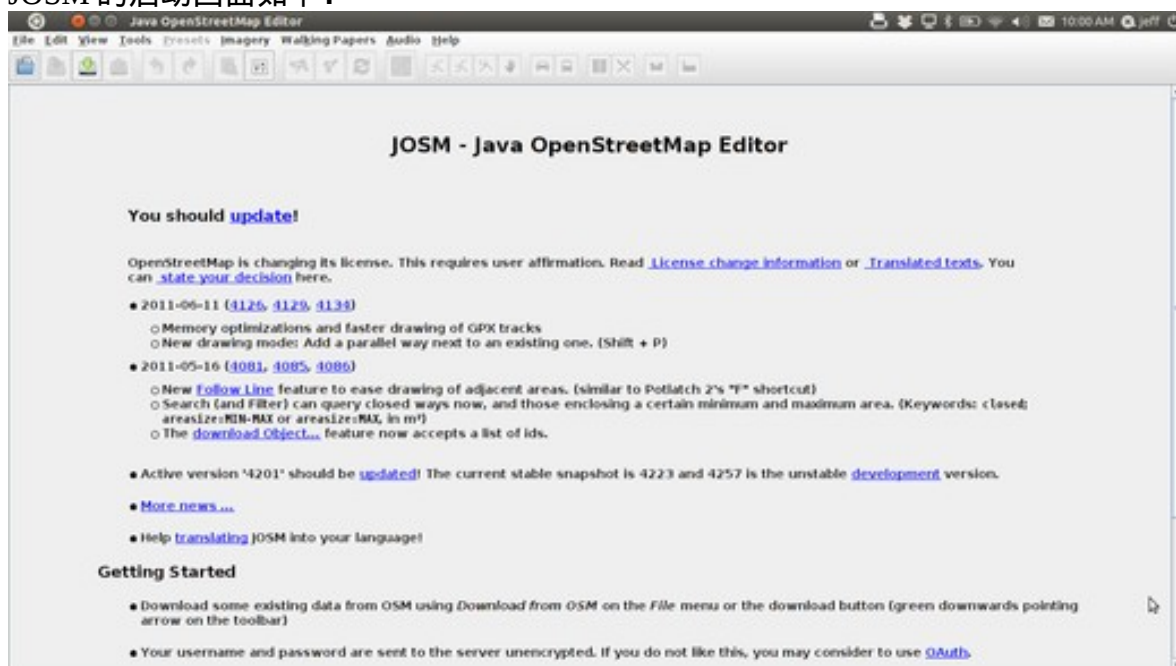 JOSM 的启动画面如下：
Java OpenStreetMap Editor
10:00 AM jeff
File Edit View Tools Presets Imagery Walking Papers Audio Help
JOSM - Java OpenStreetMap Editor
You should update!
OpenStreetMap is changing its license. This requires user affirmation. Read License change information or Translated texts. You
can state your decision here.
2011-06-11 (4126, 4129, 4134)
Memory optimizations and faster drawing of GPX tracks
New drawing mode: Add a parallel way next to an existing one. (Shift + P)
2011-05-16 (4081, 4085, 4086)
New Follow Line feature to ease drawing of adjacent areas. (similar to Potlatch 2's "F" shortcut)
Search (and Filter) can query closed ways now, and those enclosing a certain minimum and maximum area. (Keywords: closed;
areasize:MIN-MAX or areasize:MAX, in m²)
The download Object... feature now accepts a list of ids.
Active version '4201' should be updated! The current stable snapshot is 4223 and 4257 is the unstable development version.
More news ...
Help translating JOSM into your language!
Getting Started
Download some existing data from OSM using Download from OSM on the File menu or the download button (green downwards pointing
arrow on the toolbar)
Your username and password are sent to the server unencrypted. If you do not like this, you may consider to use OAuth.